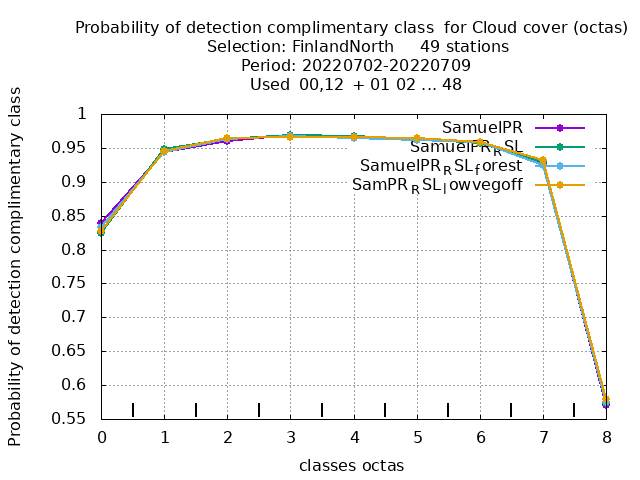 Probability of detection complimentary class  for Cloud cover (octas)
Selection: FinlandNorth     49 stations
Period: 20220702-20220709
Used  00,12  + 01 02 ... 48
Probability of detection complimentary class
1
0.95
0.9
0.85
0.8
0.75
0.7
0.65
0.6
0.55
SamuelPR
SamuelPR_RSL
SamuelPR_RSL_forest
SamPR_RSL_lowvegoff
0 1 2 3 4 5 6 7 8
classes octas